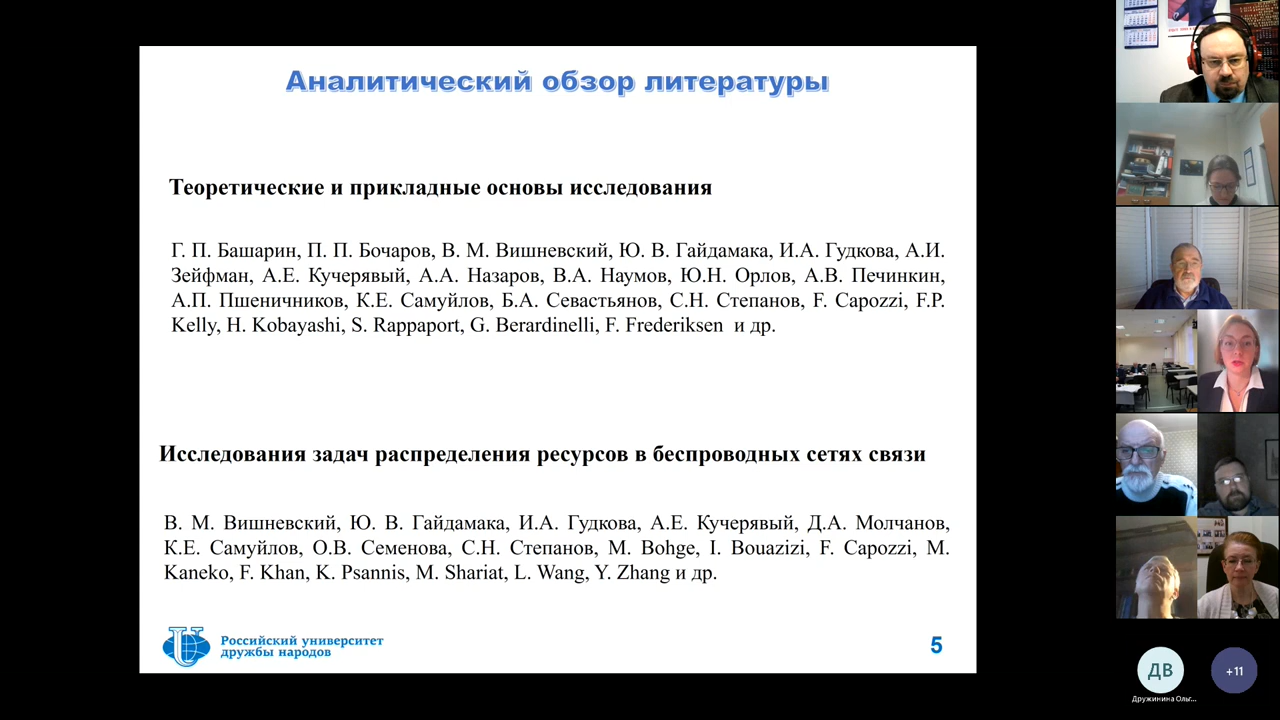 Аналитический обзор литературы
Теоретические и прикладные основы исследования
Г. П. Башарин, П. П. Бочаров, В. М. Вишневский, Ю. В. Гайдамака, И.А. Гудкова, А.И.
Зейфман, А.Е. Кучерявый, А.А. Назаров, В.А. Наумов, Ю.Н. Орлов, А.В. Печинкин,
А.П. Пшеничников, К.Е. Самуйлов, Б.А. Севастьянов, С.Н. Степанов, F. Capozzi, F.P.
Kelly, H. Kobayashi, S. Rappaport, G. Berardinelli, F. Frederiksen и др.
Исследования задач распределения ресурсов в беспроводных сетях связи
В. М. Вишневский, Ю. В. Гайдамака, И.А. Гудкова, А.Е. Кучерявый, Д.А. Молчанов,
К.Е. Самуйлов, О.В. Семенова, С.Н. Степанов, M. Bohge, I. Bouazizi, F. Capozzi, M.
Kaneko, F. Khan, K. Psannis, M. Shariat, L. Wang, Y. Zhang и др.
Российский университет
дружбы народов
5
ДВ
+11
Дружинина Ольг...